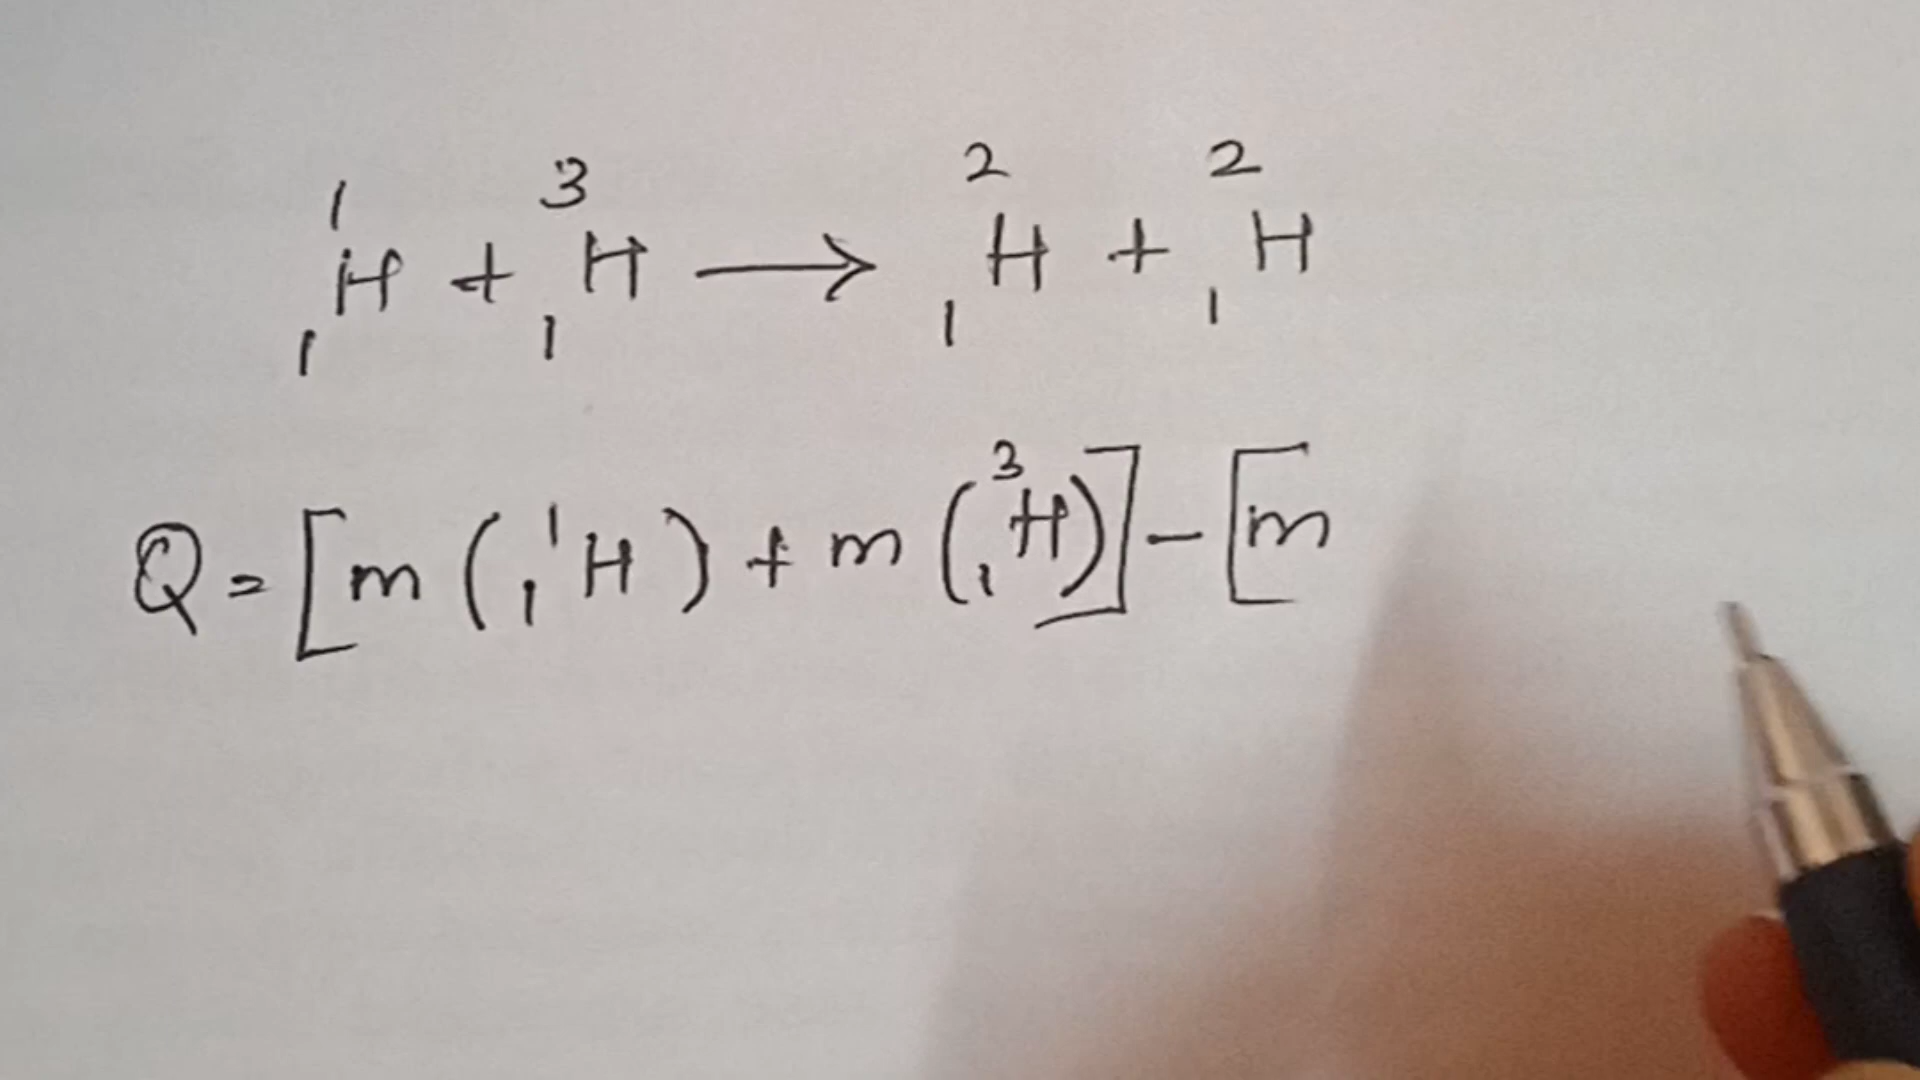 ¹₁H + ³₁H ⟶ ²₁H + ²₁H
Q = [m (¹₁H) + m (³₁H)] - [m